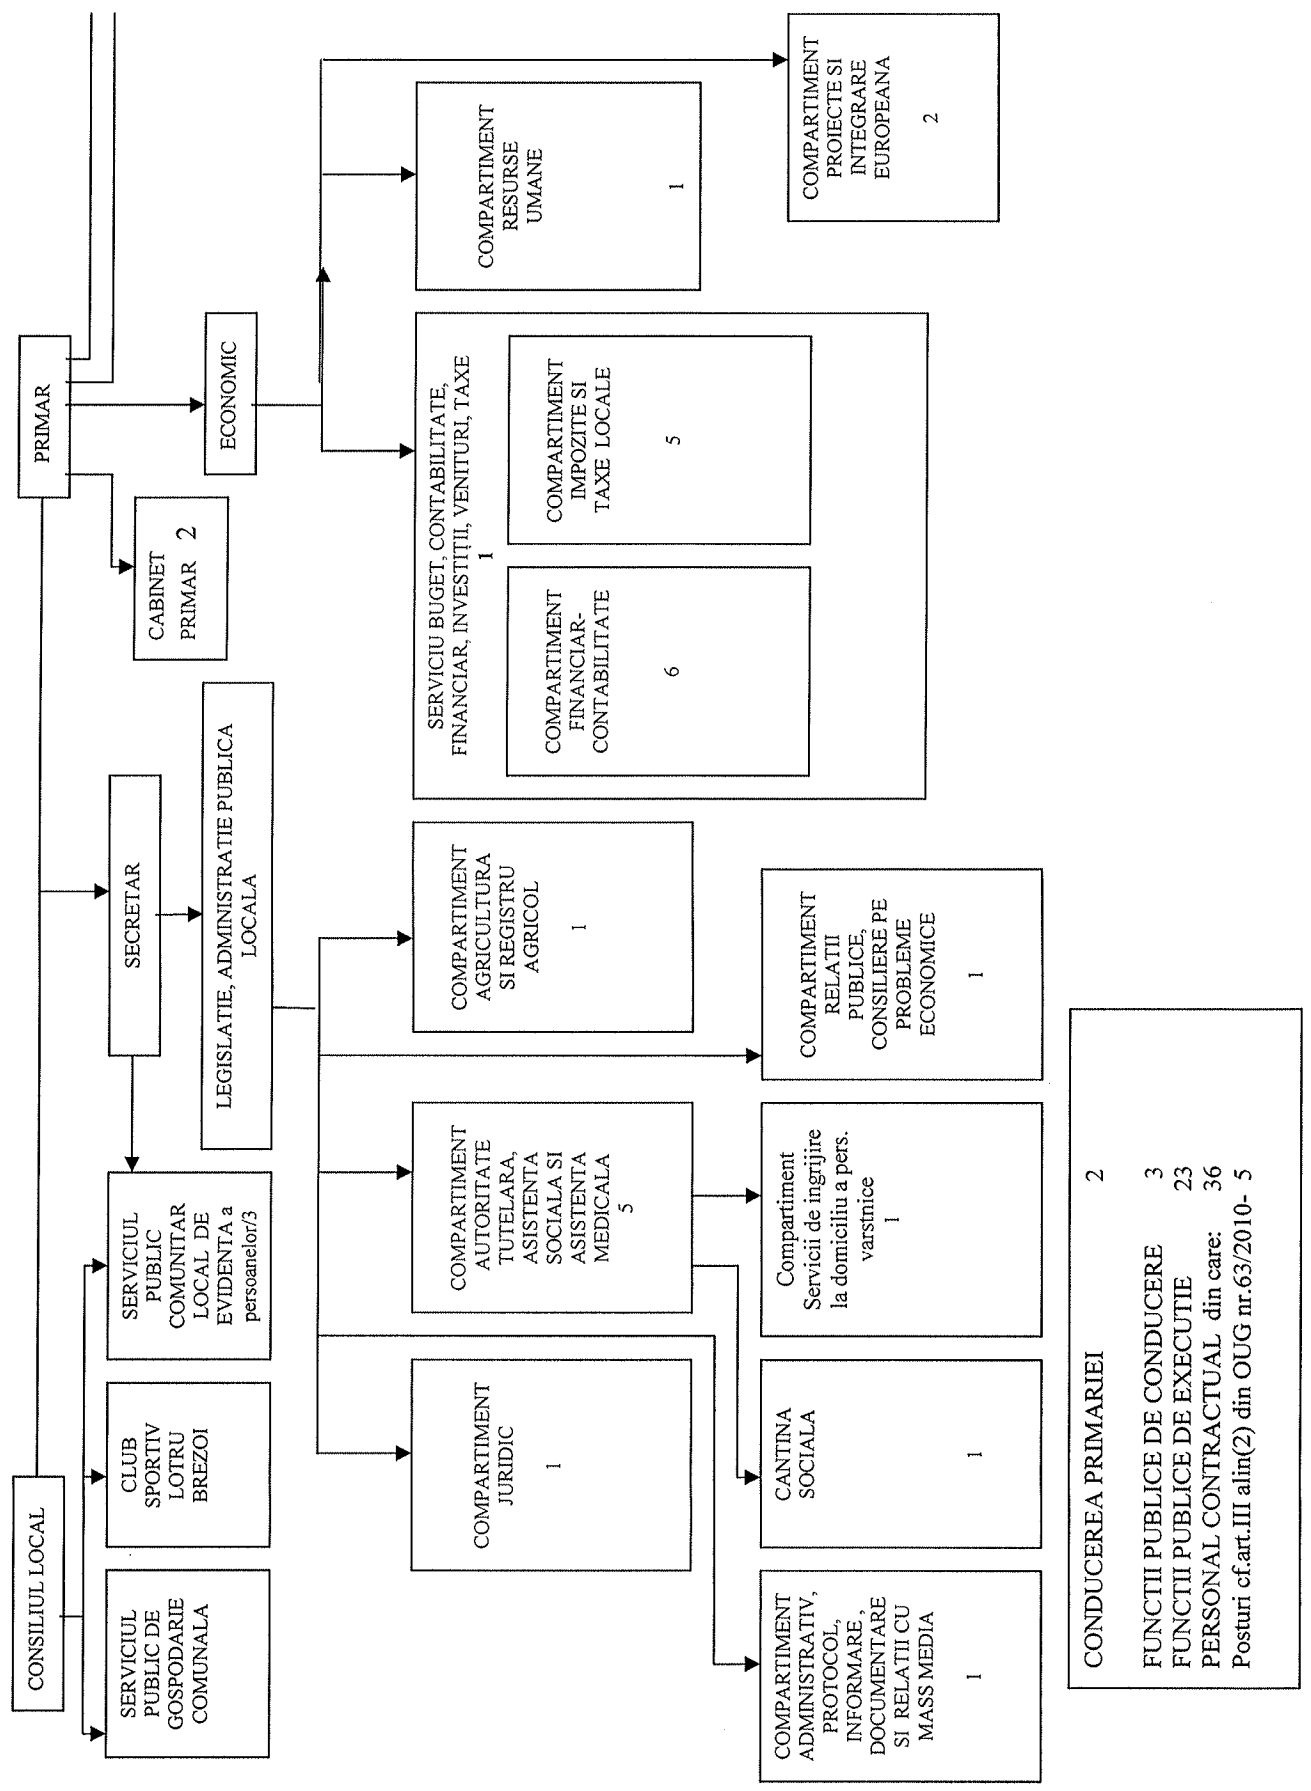 CONSILIUL LOCAL
PRIMAR
SERVICIUL
PUBLIC DE
GOSPODARIE
COMUNALA
CLUB
SPORTIV
LOTRU
BREZOI
SERVICIUL
PUBLIC
COMUNITAR
LOCAL DE
EVIDENTA a
persoanelor/3
SECRETAR
CABINET
PRIMAR 2
LEGISLATIE, ADMINISTRATIE PUBLICA
LOCALA
ECONOMIC
COMPARTIMENT
JURIDIC
1
COMPARTIMENT
AUTORITATE
TUTELARA,
ASISTENTA
SOCIALA SI
ASISTENTA
MEDICALA
5
COMPARTIMENT
AGRICULTURA
SI REGISTRU
AGRICOL
1
SERVICIU BUGET, CONTABILITATE,
FINANCIAR, INVESTIȚII, VENITURI, TAXE
1
COMPARTIMENT
FINANCIAR-
CONTABILITATE
6
COMPARTIMENT
IMPOZITE SI
TAXE LOCALE
5
COMPARTIMENT
RESURSE
UMANE
1
COMPARTIMENT
ADMINISTRATIV,
PROTOCOL,
INFORMARE ,
DOCUMENTARE
SI RELATII CU
MASS MEDIA
1
CANTINA
SOCIALA
1
Compartiment
Servicii de ingrijire
la domiciliu a pers.
varstnice
1
COMPARTIMENT
RELATII
PUBLICE,
CONSILIERE PE
PROBLEME
ECONOMICE
1
COMPARTIMENT
PROIECTE SI
INTEGRARE
EUROPEANA
2
CONDUCEREA PRIMARIEI 2
FUNCTII PUBLICE DE CONDUCERE 3
FUNCTII PUBLICE DE EXECUTIE 23
PERSONAL CONTRACTUAL din care: 36
Posturi cf.art.III alin(2) din OUG nr.63/2010- 5